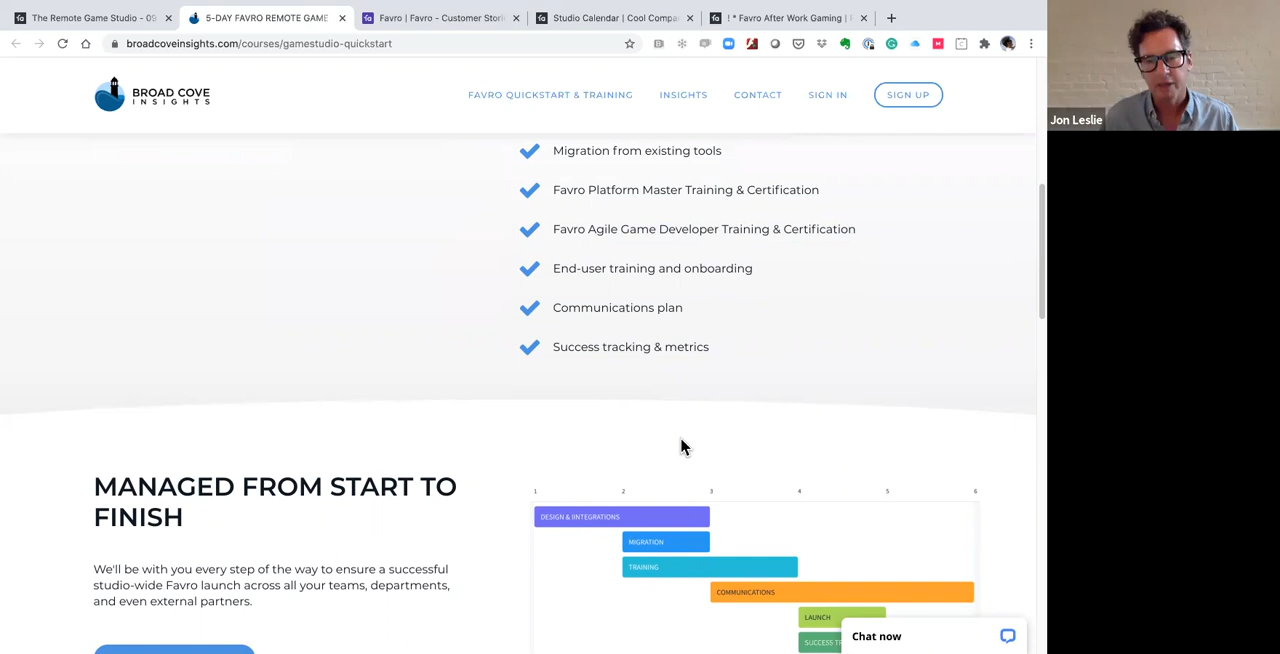 The Remote Game Studio - 09
5-DAY FAVRO REMOTE GAME
Favro | Favro - Customer Stori
Studio Calendar | Cool Compa
! * Favro After Work Gaming |
broadcoveinsights.com/courses/gamestudio-quickstart
BROAD COVE
INSIGHTS
FAVRO QUICKSTART & TRAINING
INSIGHTS
CONTACT
SIGN IN
SIGN UP
Jon Leslie
Migration from existing tools
Favro Platform Master Training & Certification
Favro Agile Game Developer Training & Certification
End-user training and onboarding
Communications plan
Success tracking & metrics
MANAGED FROM START TO
FINISH
We'll be with you every step of the way to ensure a successful
studio-wide Favro launch across all your teams, departments,
and even external partners.
1 2 3 4 5 6
DESIGN & IINTEGRATIONS
MIGRATION
TRAINING
COMMUNICATIONS
LAUNCH
SUCCESS TR
Chat now